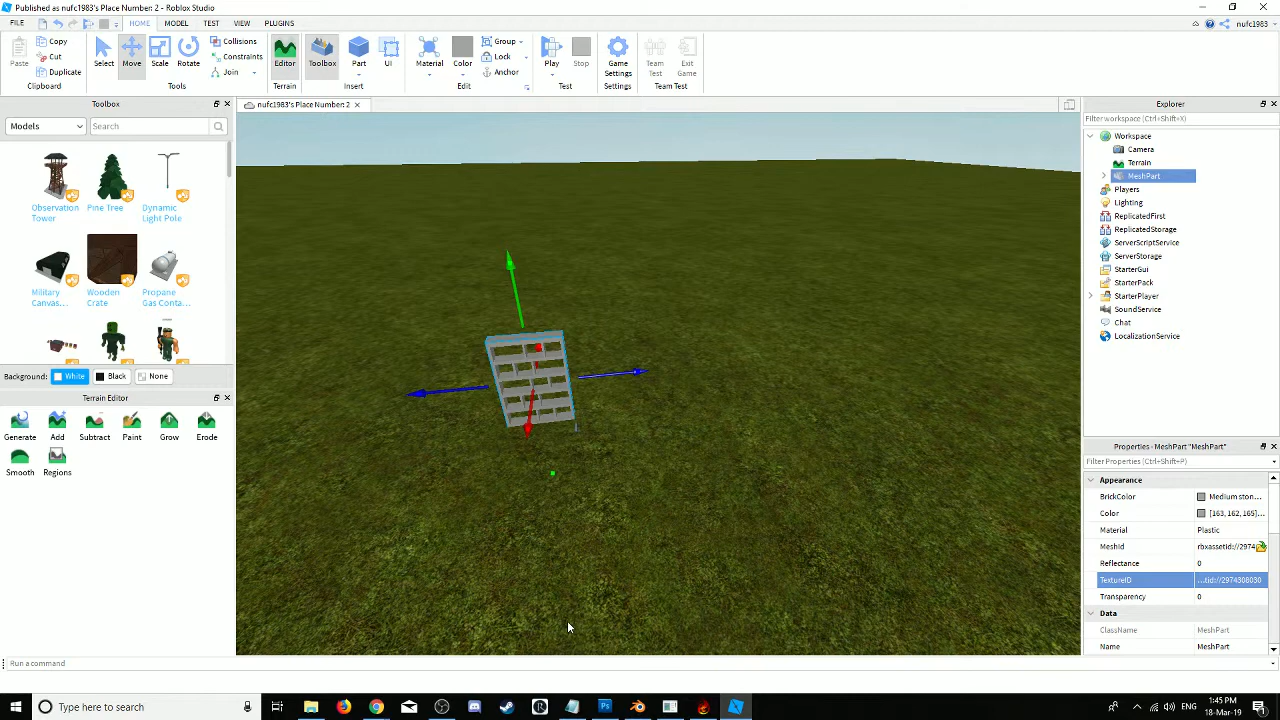 Published as nufc1983's Place Number: 2 - Roblox Studio
FILE HOME MODEL TEST VIEW PLUGINS nufc1983
Paste Copy Cut Duplicate Clipboard
Select Move Scale Rotate Collisions Constraints Join Tools
Editor Terrain
Toolbox Part UI Insert
Material Color Group Lock Anchor Edit
Play Stop Test
Game Settings Settings
Team Test Exit Game Team Test
Toolbox
Models Search
Observation Tower
Pine Tree
Dynamic Light Pole
Military Canvas...
Wooden Crate
Propane Gas Conta...
Background: White Black None
Terrain Editor
Generate Add Subtract Paint Grow Erode
Smooth Regions
nufc1983's Place Number: 2
Explorer
Filter workspace (Ctrl+Shift+X)
Workspace
Camera
Terrain
MeshPart
Players
Lighting
ReplicatedFirst
ReplicatedStorage
ServerScriptService
ServerStorage
StarterGui
StarterPack
StarterPlayer
SoundService
Chat
LocalizationService
Properties - MeshPart "MeshPart"
Filter Properties (Ctrl+Shift+P)
Appearance
BrickColor Medium ston...
Color [163, 162, 165]...
Material Plastic
MeshId rbxassetid://2974
Reflectance 0
TextureID ...tid://2974308030
Transparency 0
Data
ClassName MeshPart
Name MeshPart
Run a command
Type here to search
ENG
1:45 PM
18-Mar-19